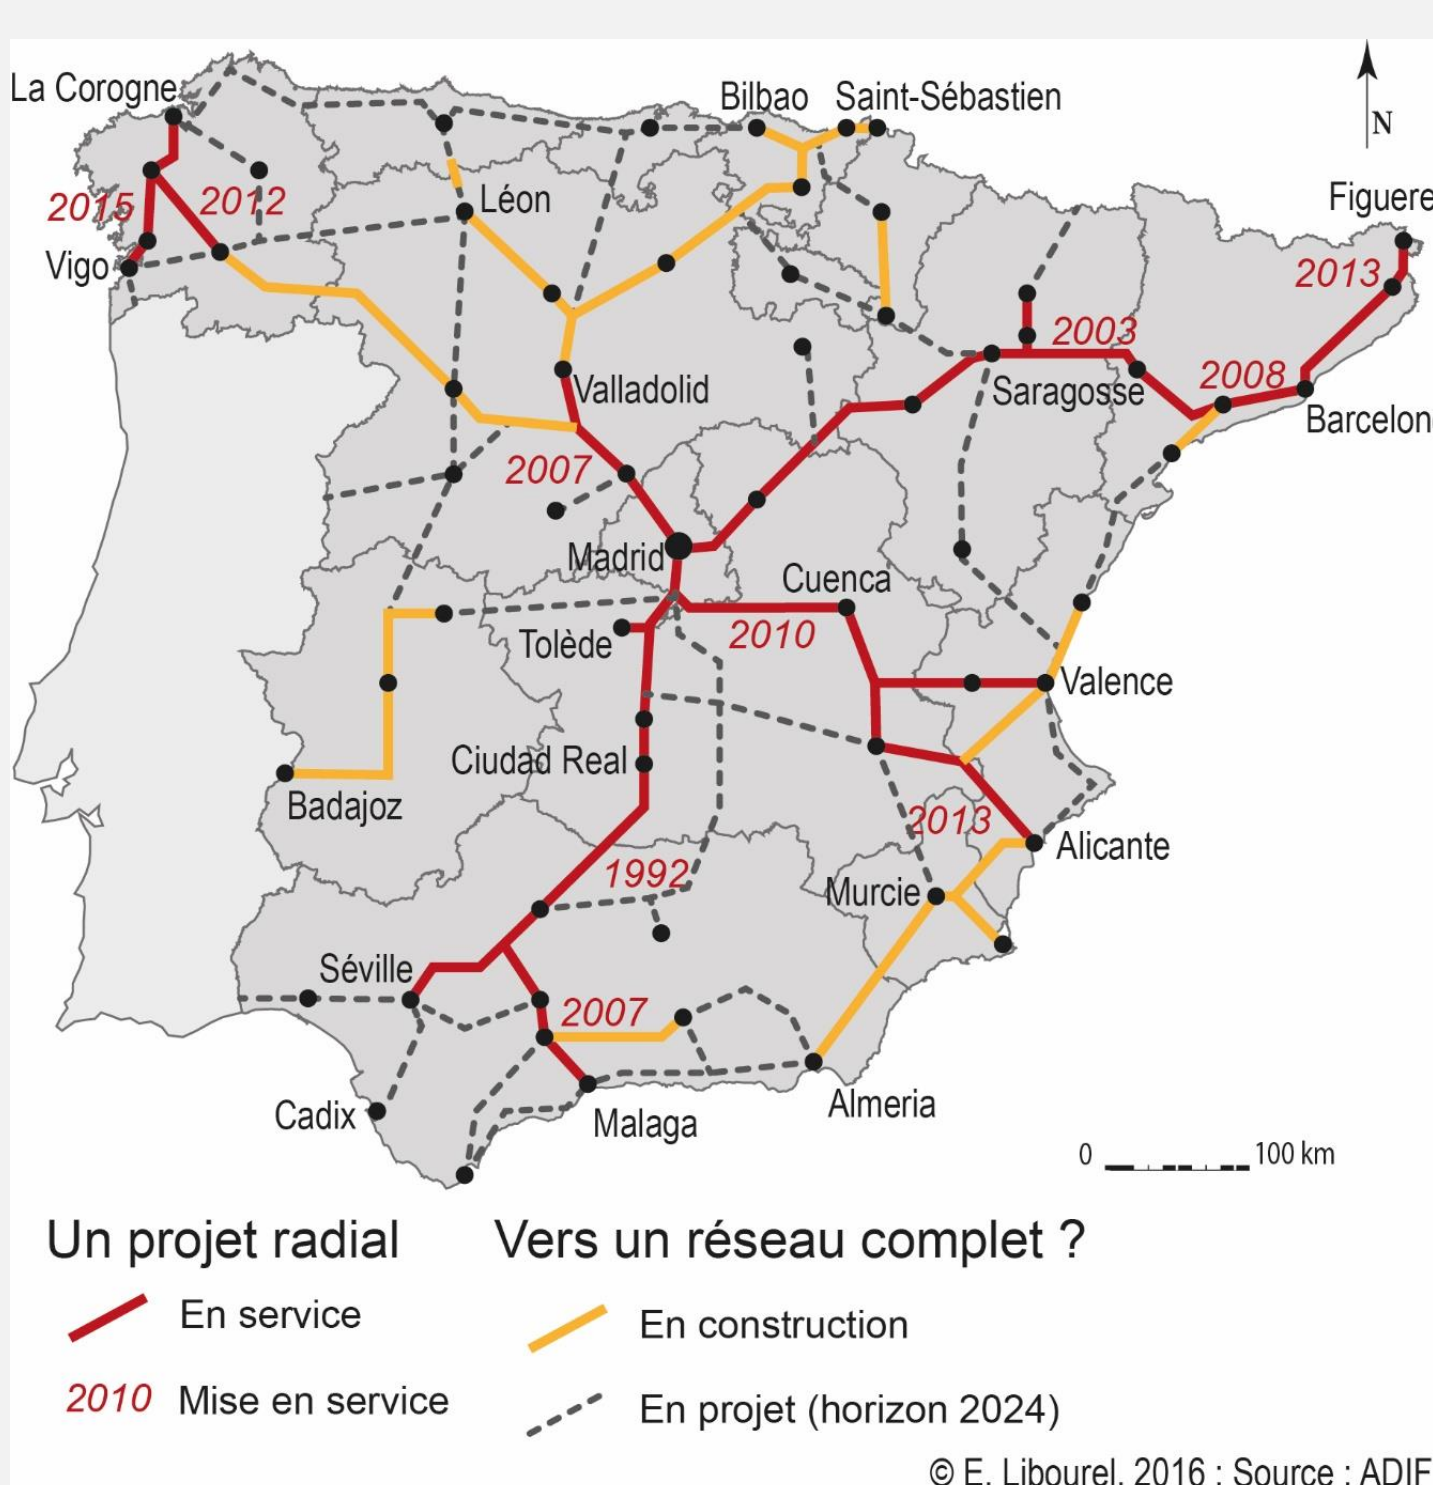 La Corogne
Bilbao
Saint-Sébastien
N
2015
2012
Léon
Figuere
Vigo
2013
2003
2008
Valladolid
Saragosse
Barcelon
2007
Madrid
Cuenca
Tolède
2010
Valence
Ciudad Real
Badajoz
2013
Alicante
1992
Murcie
Séville
2007
Cadix
Malaga
Almeria
0 100 km
Un projet radial
Vers un réseau complet ?
En service
En construction
2010 Mise en service
En projet (horizon 2024)
© E. Libourel, 2016 ; Source : ADIF